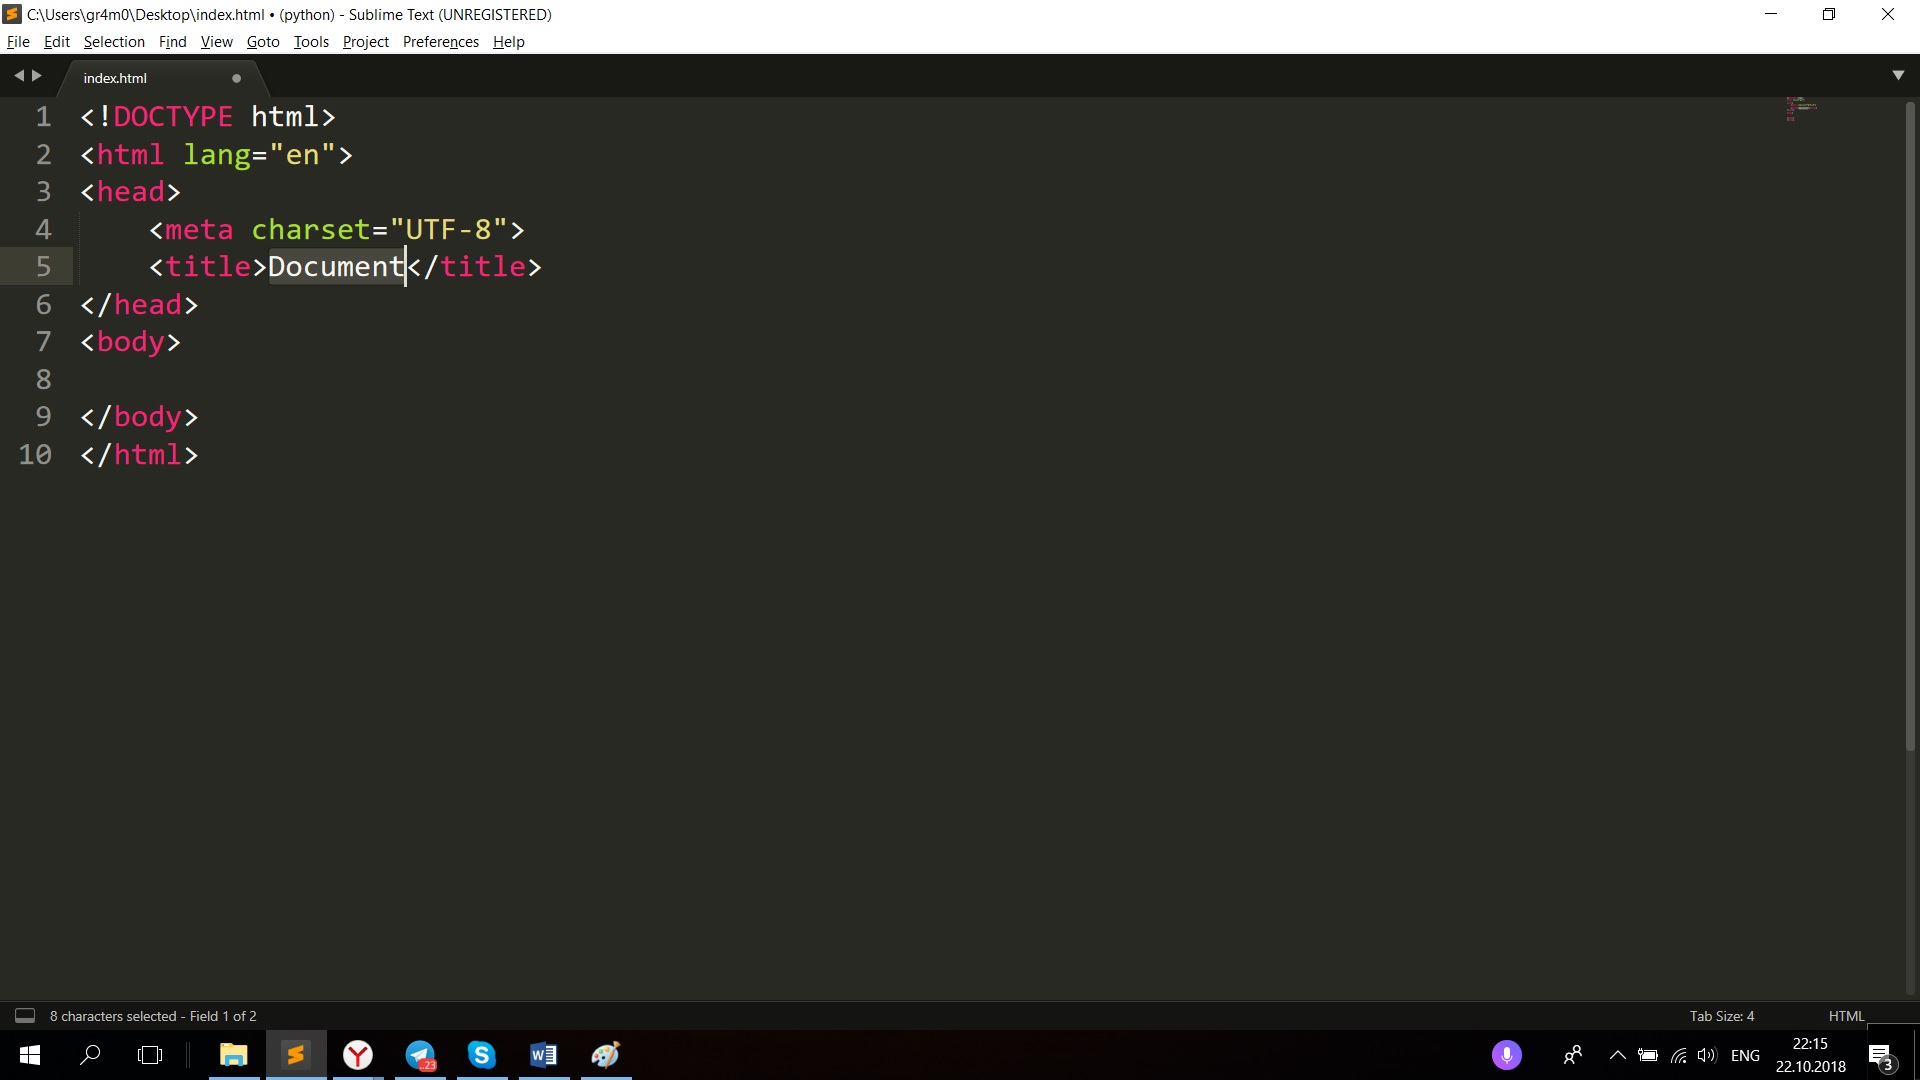 C:\Users\gr4m0\Desktop\index.html • (python) - Sublime Text (UNREGISTERED)
File Edit Selection Find View Goto Tools Project Preferences Help
index.html
1 <!DOCTYPE html>
2 <html lang="en">
3 <head>
4 <meta charset="UTF-8">
5 <title>Document</title>
6 </head>
7 <body>
8
9 </body>
10 </html>
8 characters selected - Field 1 of 2 Tab Size: 4 HTML
..23 ENG 22:15
22.10.2018 3